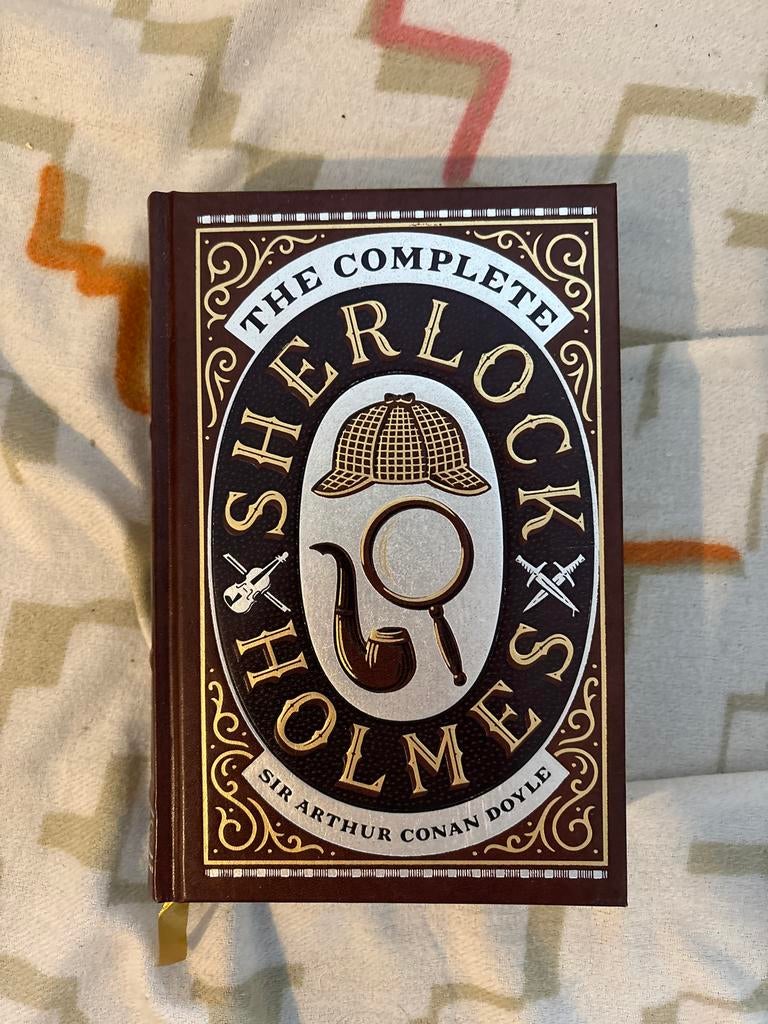 THE COMPLETE
SHERLOCK
HOLMES
SIR ARTHUR CONAN DOYLE